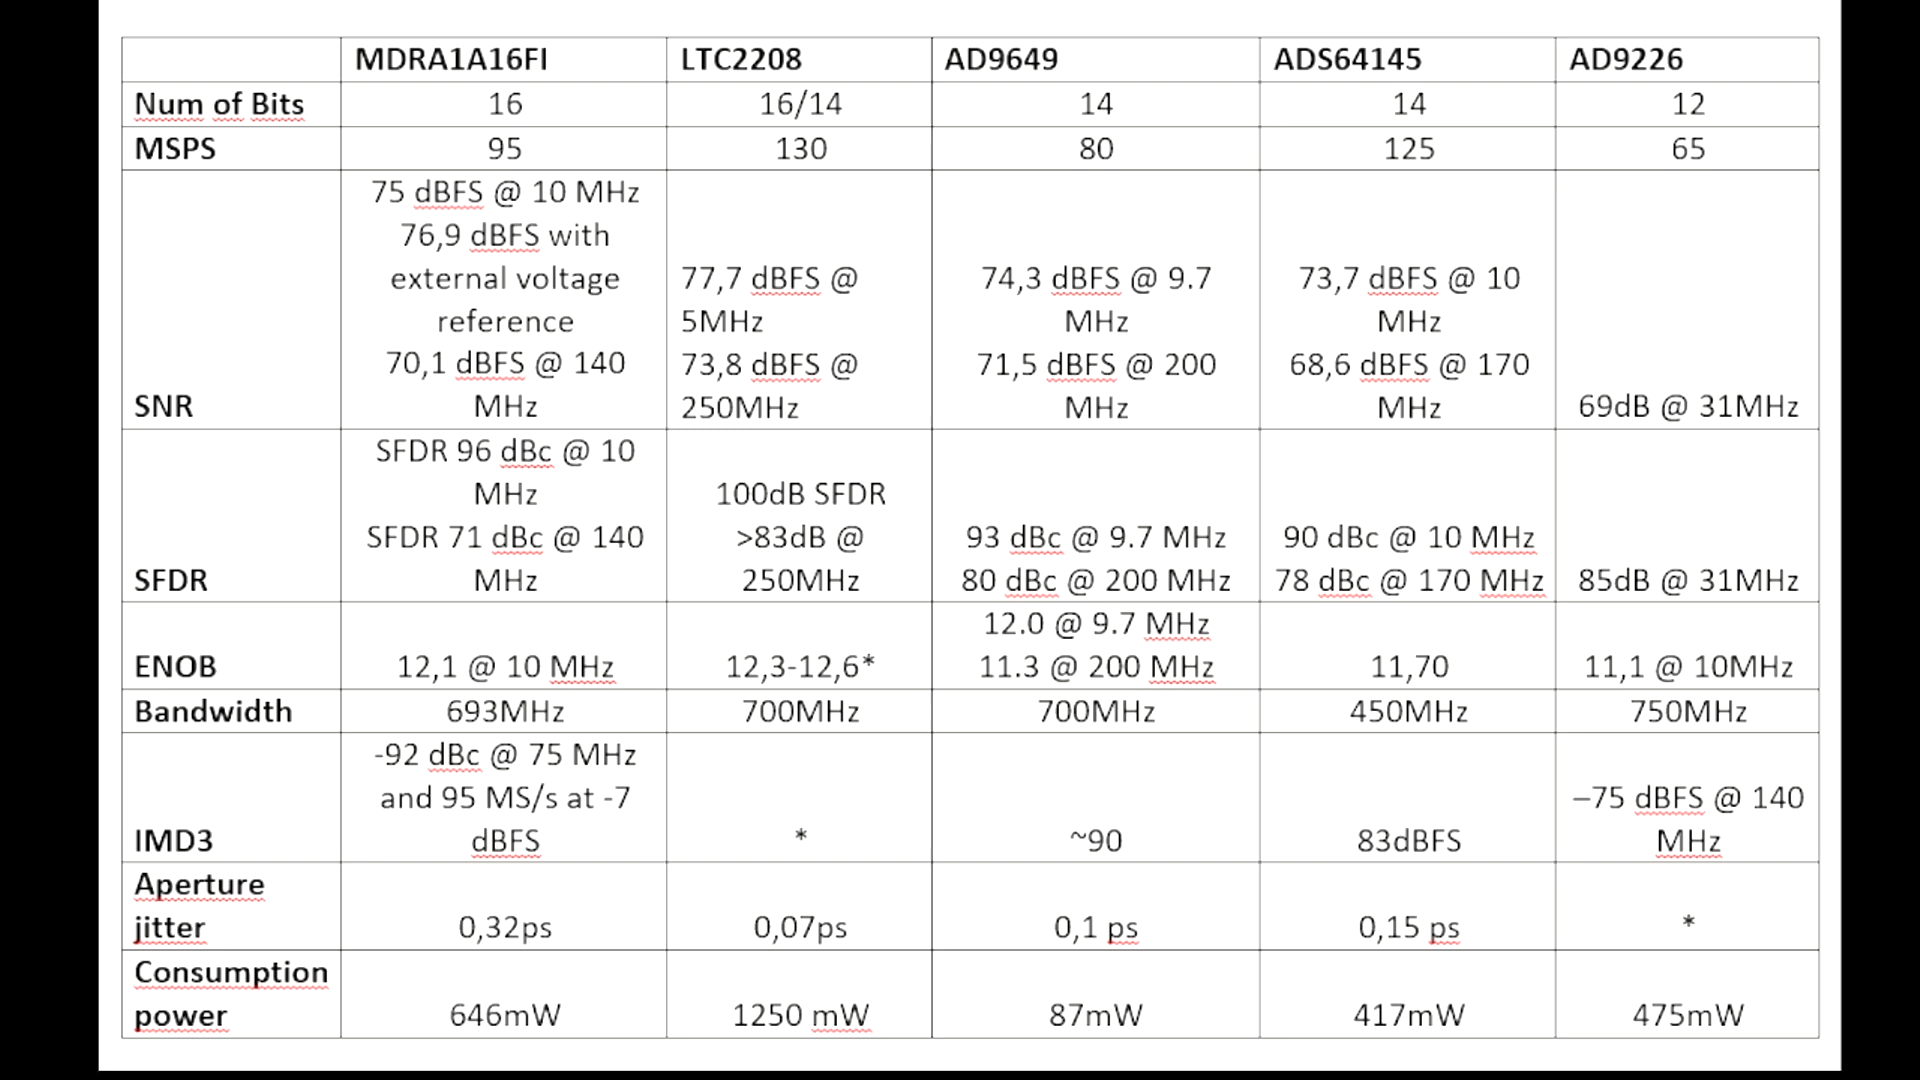 MDRA1A16FI LTC2208 AD9649 ADS64145 AD9226
Num of Bits 16 16/14 14 14 12
MSPS 95 130 80 125 65
SNR
75 dBFS @ 10 MHz
76,9 dBFS with
external voltage
reference
70,1 dBFS @ 140
MHz
77,7 dBFS @
5MHz
73,8 dBFS @
250MHz
74,3 dBFS @ 9.7
MHz
71,5 dBFS @ 200
MHz
73,7 dBFS @ 10
MHz
68,6 dBFS @ 170
MHz
69dB @ 31MHz
SFDR
SFDR 96 dBc @ 10
MHz
SFDR 71 dBc @ 140
MHz
100dB SFDR
>83dB @
250MHz
93 dBc @ 9.7 MHz
80 dBc @ 200 MHz
90 dBc @ 10 MHz
78 dBc @ 170 MHz
85dB @ 31MHz
ENOB
12,1 @ 10 MHz
12,3-12,6*
12.0 @ 9.7 MHz
11.3 @ 200 MHz
11,70
11,1 @ 10MHz
Bandwidth 693MHz 700MHz 700MHz 450MHz 750MHz
IMD3
-92 dBc @ 75 MHz
and 95 MS/s at -7
dBFS
*
~90
83dBFS
–75 dBFS @ 140
MHz
Aperture
jitter
0,32ps
0,07ps
0,1 ps
0,15 ps
*
Consumption
power
646mW
1250 mW
87mW
417mW
475mW